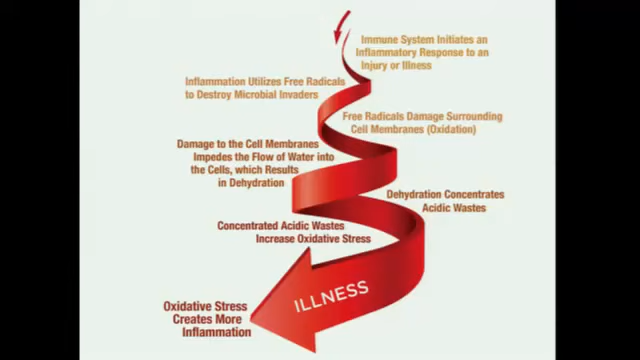 Immune System Initiates an
Inflammatory Response to an
Injury or Illness
Inflammation Utilizes Free Radicals
to Destroy Microbial Invaders
Free Radicals Damage Surrounding
Cell Membranes (Oxidation)
Damage to the Cell Membranes
Impedes the Flow of Water into
the Cells, which Results
in Dehydration
Dehydration Concentrates
Acidic Wastes
Concentrated Acidic Wastes
Increase Oxidative Stress
ILLNESS
Oxidative Stress
Creates More
Inflammation